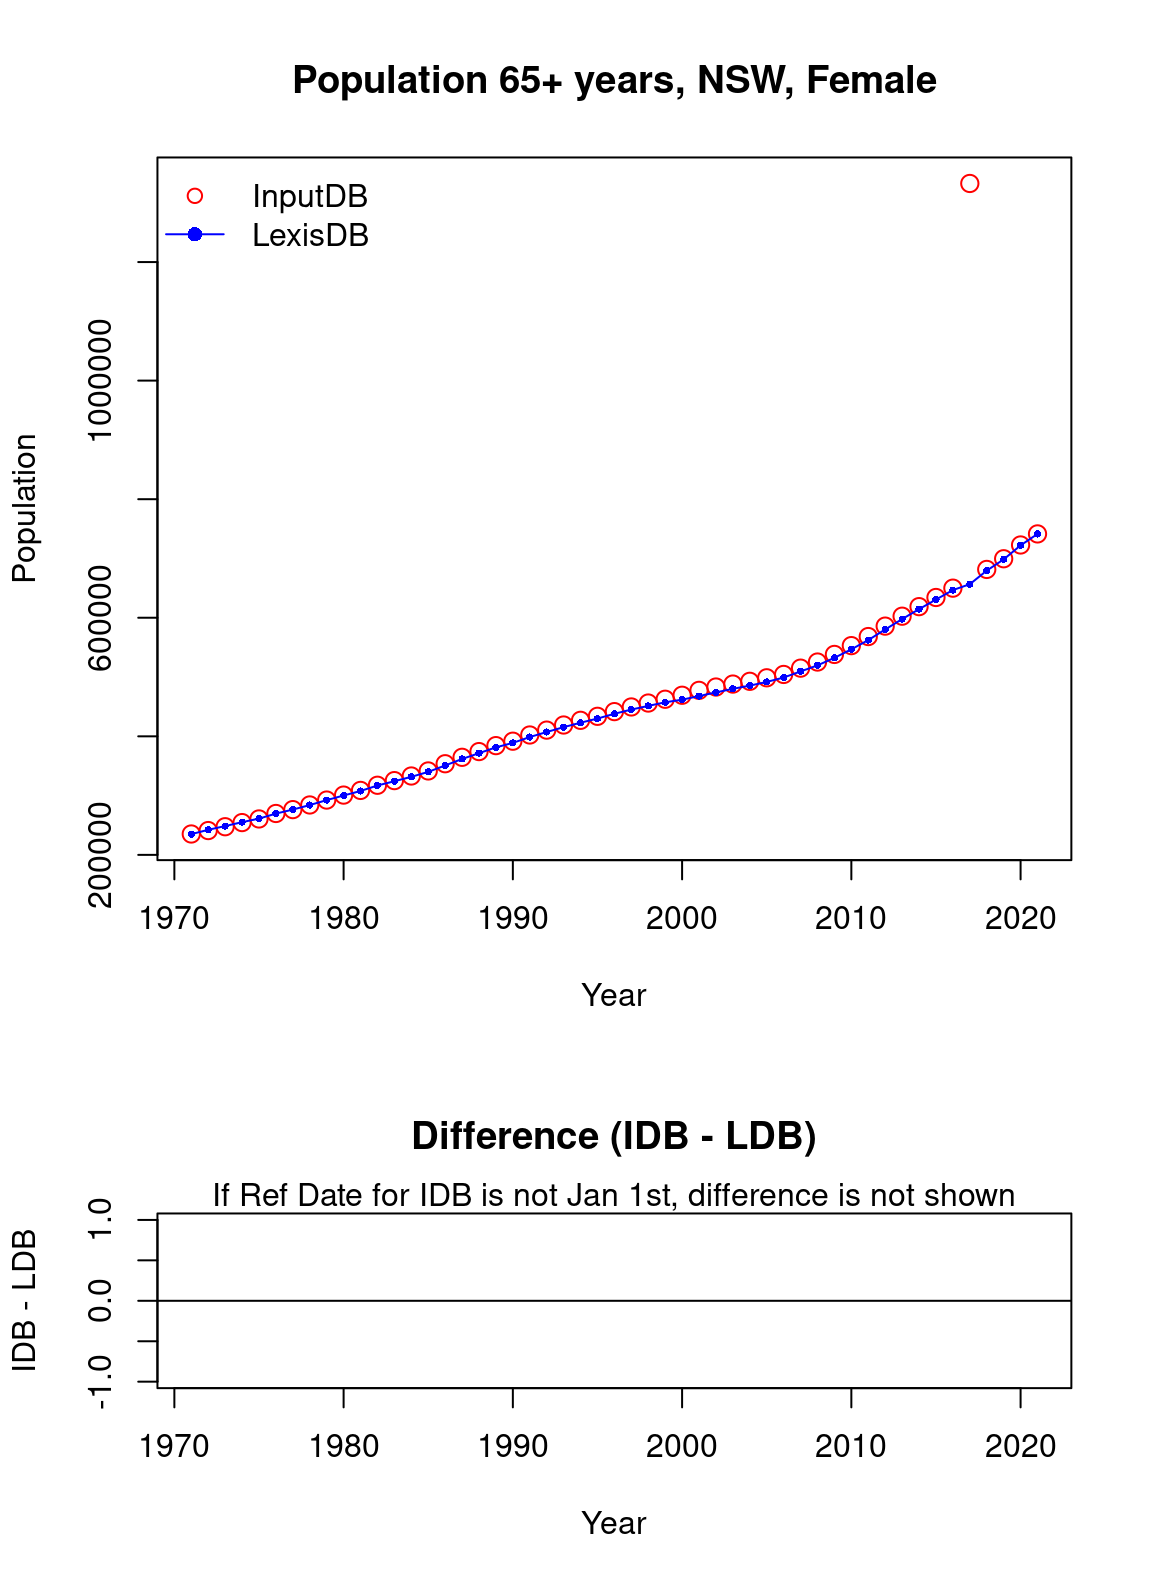 Population 65+ years, NSW, Female
InputDB
LexisDB
Population
200000
600000
1000000
1970 1980 1990 2000 2010 2020
Year
Difference (IDB - LDB)
If Ref Date for IDB is not Jan 1st, difference is not shown
IDB - LDB
-1.0
0.0
1.0
1970 1980 1990 2000 2010 2020
Year